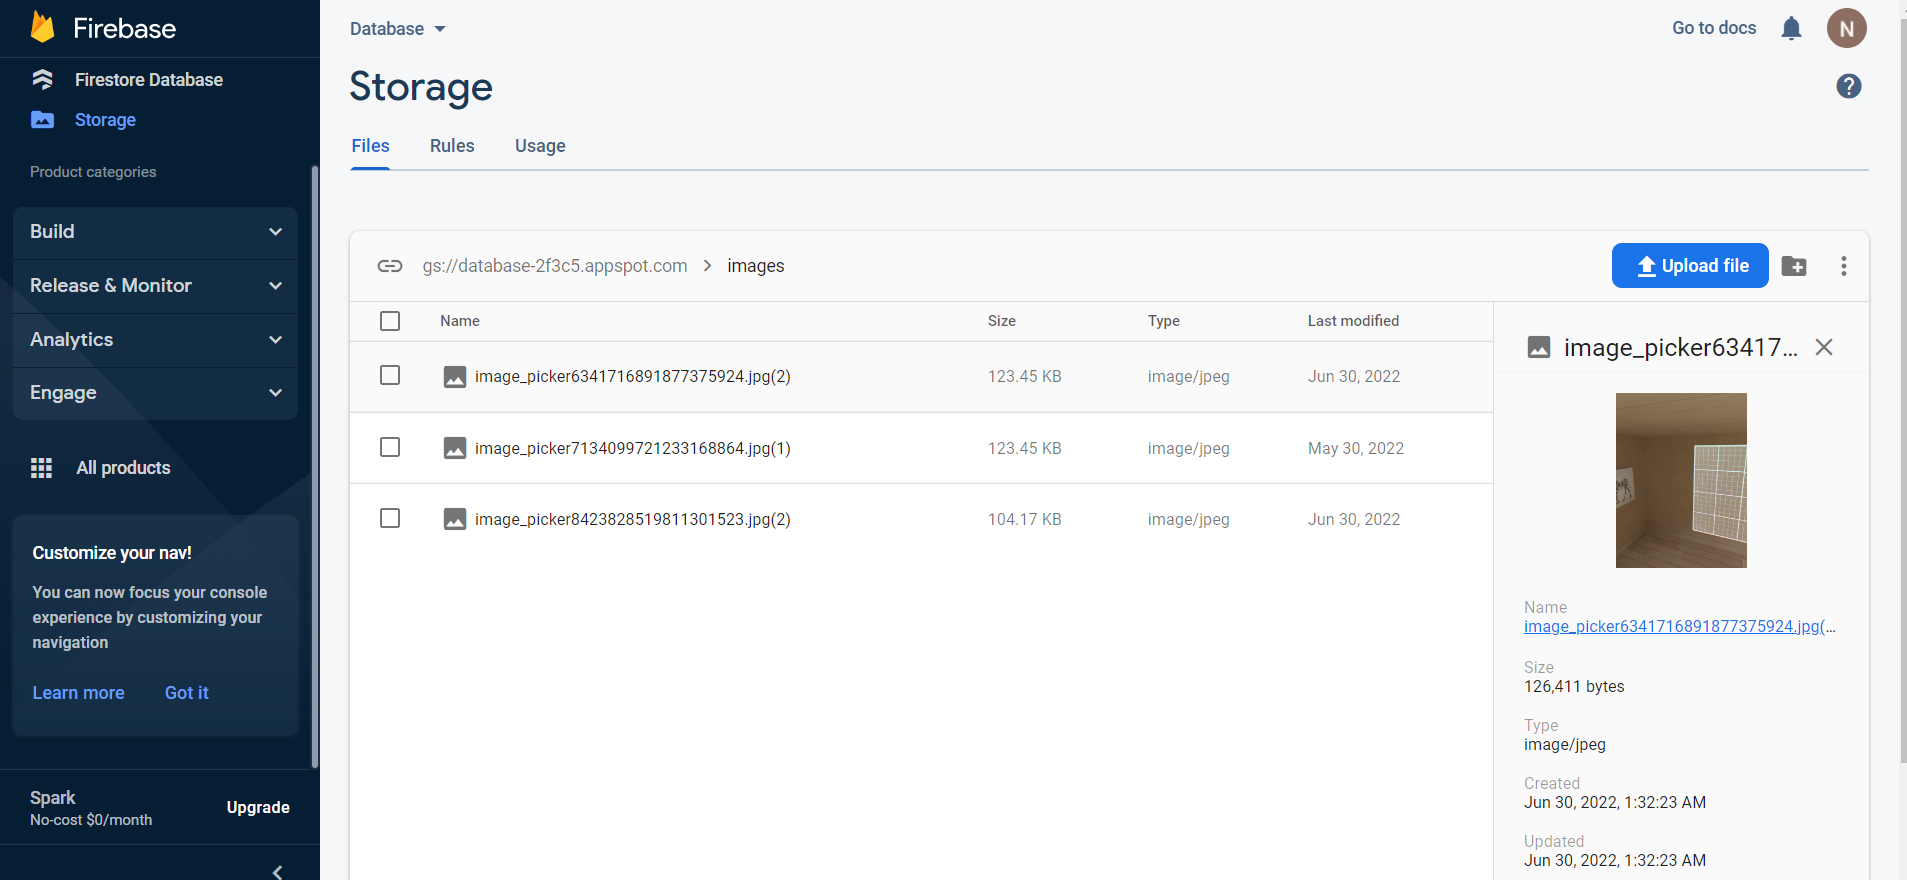 Firebase
Firestore Database
Storage
Product categories
Build
Release & Monitor
Analytics
Engage
All products
Customize your nav!
You can now focus your console
experience by customizing your
navigation
Learn more Got it
Spark
No-cost $0/month
Upgrade
Database
Go to docs
N
Storage
Files Rules Usage
gs://database-2f3c5.appspot.com > images
Upload file
Name Size Type Last modified
image_picker6341716891877375924.jpg(2) 123.45 KB image/jpeg Jun 30, 2022
image_picker7134099721233168864.jpg(1) 123.45 KB image/jpeg May 30, 2022
image_picker8423828519811301523.jpg(2) 104.17 KB image/jpeg Jun 30, 2022
image_picker63417...
Name
image_picker6341716891877375924.jpg(...
Size
126,411 bytes
Type
image/jpeg
Created
Jun 30, 2022, 1:32:23 AM
Updated
Jun 30, 2022, 1:32:23 AM